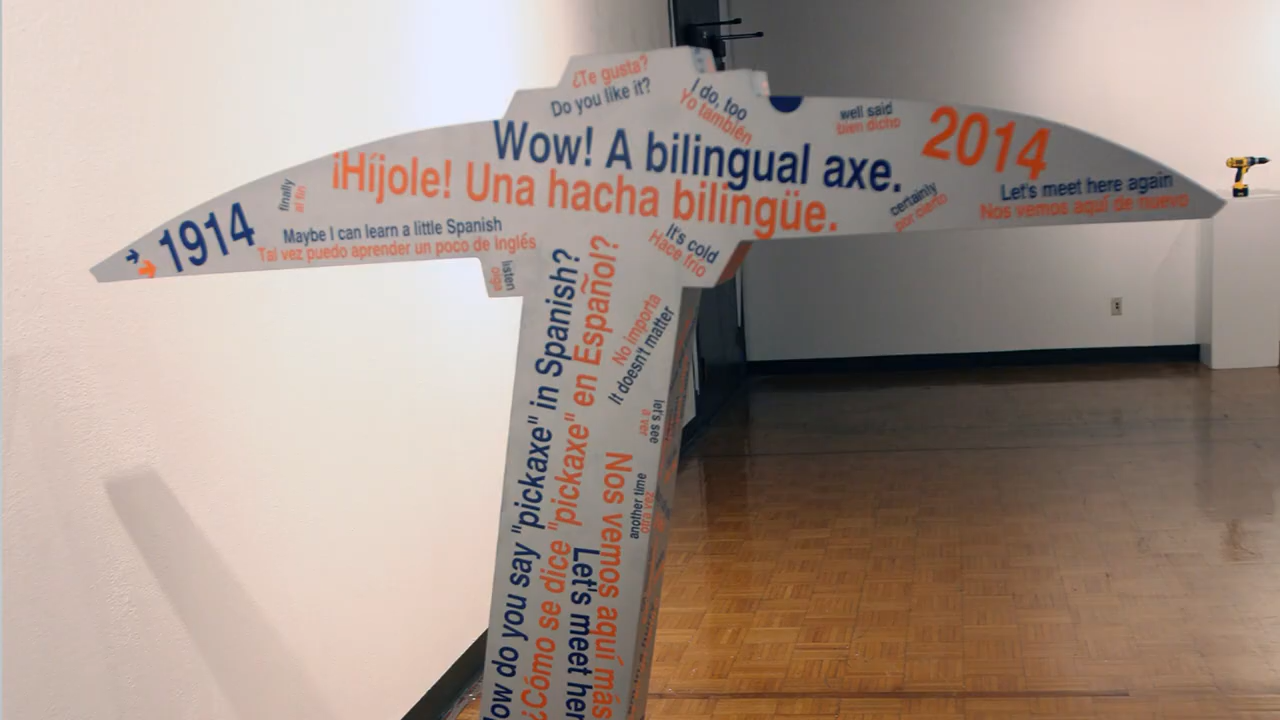 ¿Te gusta?
Do you like it?
I do, too
Yo también
well said
bien dicho
2014
Wow! A bilingual axe.
¡Híjole! Una hacha bilingüe.
certainly
por cierto
Let's meet here again
Nos vemos aquí de nuevo
finally
al fin
1914
Maybe I can learn a little Spanish
Tal vez puedo aprender un poco de inglés
listen
oiga
It's cold
Hace frío
How do you say "pickaxe" in Spanish?
¿Cómo se dice "pickaxe" en Español?
No importa
It doesn't matter
let's see
a ver
another time
otra vez
Nos vemos aquí más
Let's meet her